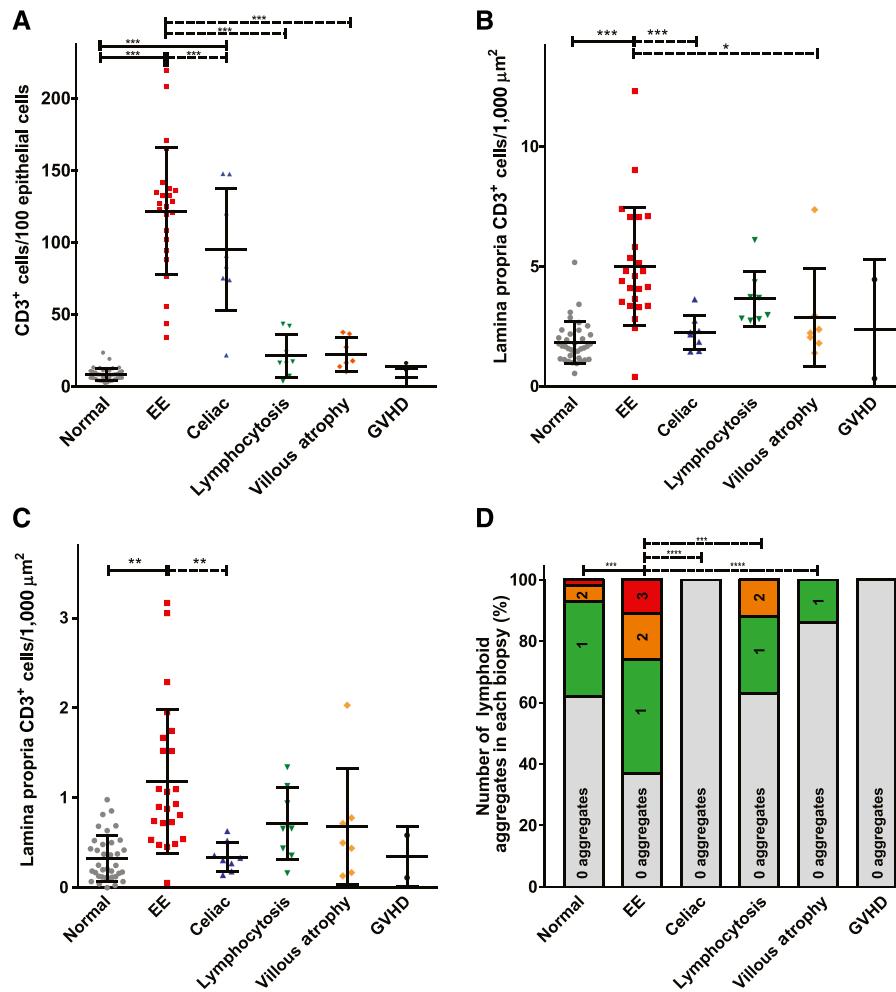 A
***
***
***
***
***
CD3+ cells/100 epithelial cells
200
150
100
50
0
Normal
EE
Celiac
Lymphocytosis
Villous atrophy
GVHD
B
***
***
*
Lamina propria CD3+ cells/1,000 μm2
10
5
0
Normal
EE
Celiac
Lymphocytosis
Villous atrophy
GVHD
C
**
**
Lamina propria CD3+ cells/1,000 μm2
3
2
1
0
Normal
EE
Celiac
Lymphocytosis
Villous atrophy
GVHD
D
***
****
***
****
Number of lymphoid
aggregates in each biopsy (%)
100
80
60
40
20
0
2
1
0 aggregates
3
2
1
0 aggregates
0 aggregates
2
1
0 aggregates
1
0 aggregates
0 aggregates
Normal
EE
Celiac
Lymphocytosis
Villous atrophy
GVHD